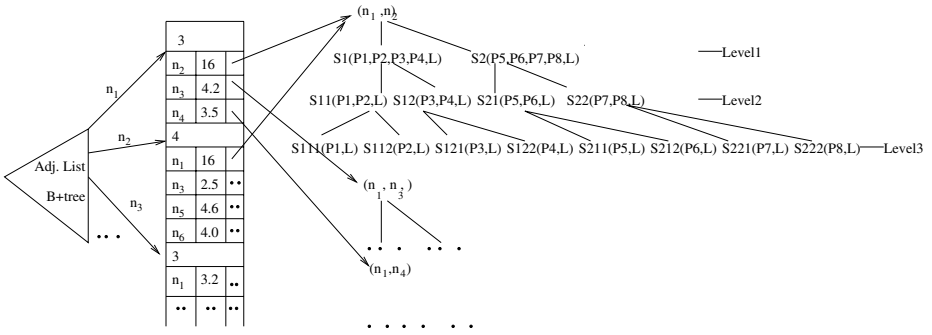 (n1 ,n2)
3
S1(P1,P2,P3,P4,L) S2(P5,P6,P7,P8,L) Level1
n2 16
n1
n3 4.2
S11(P1,P2,L) S12(P3,P4,L) S21(P5,P6,L) S22(P7,P8,L) Level2
n4 3.5
n2
4
S111(P1,L) S112(P2,L) S121(P3,L) S122(P4,L) S211(P5,L) S212(P6,L) S221(P7,L) S222(P8,L) Level3
Adj. List
B+tree
n1 16
n3 2.5 ..
(n1 , n3 , )
n3
n5 4.6 ..
n6 4.0 ..
.. .
.. . .. .
3
(n1,n4)
n1 3.2 ..
.. .. ..
. . . . . .